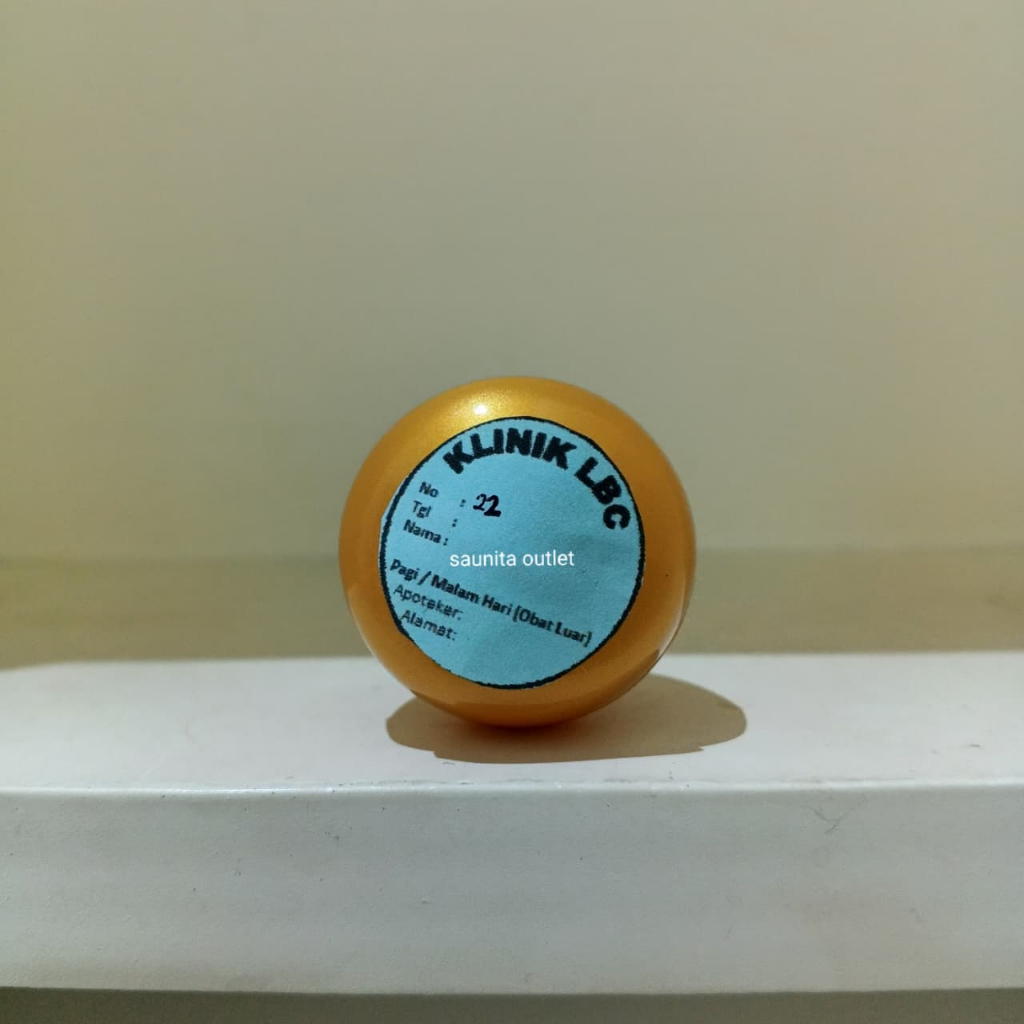 KLINIK LBC
No : 22
Tgl :
Nama :
saunita outlet
Pagi / Malam Hari (Obat Luar)
Apoteker:
Alamat: